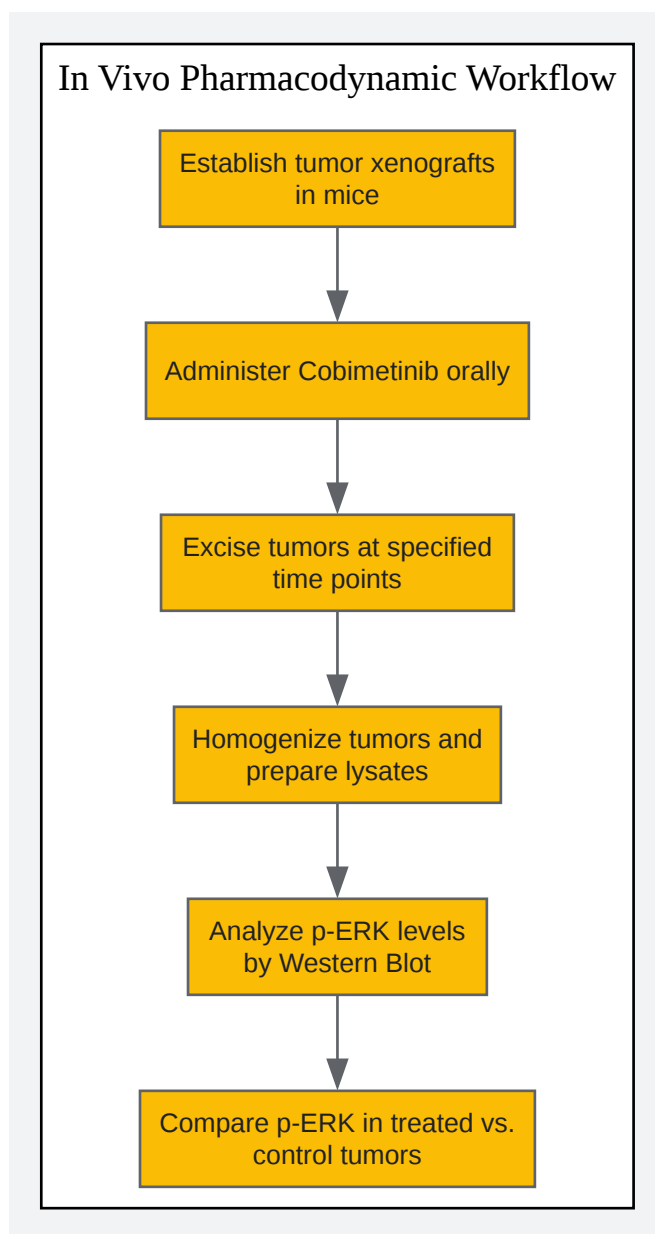 In Vivo Pharmacodynamic Workflow
Establish tumor xenografts
in mice
Administer Cobimetinib orally
Excise tumors at specified
time points
Homogenize tumors and
prepare lysates
Analyze p-ERK levels
by Western Blot
Compare p-ERK in treated vs.
control tumors